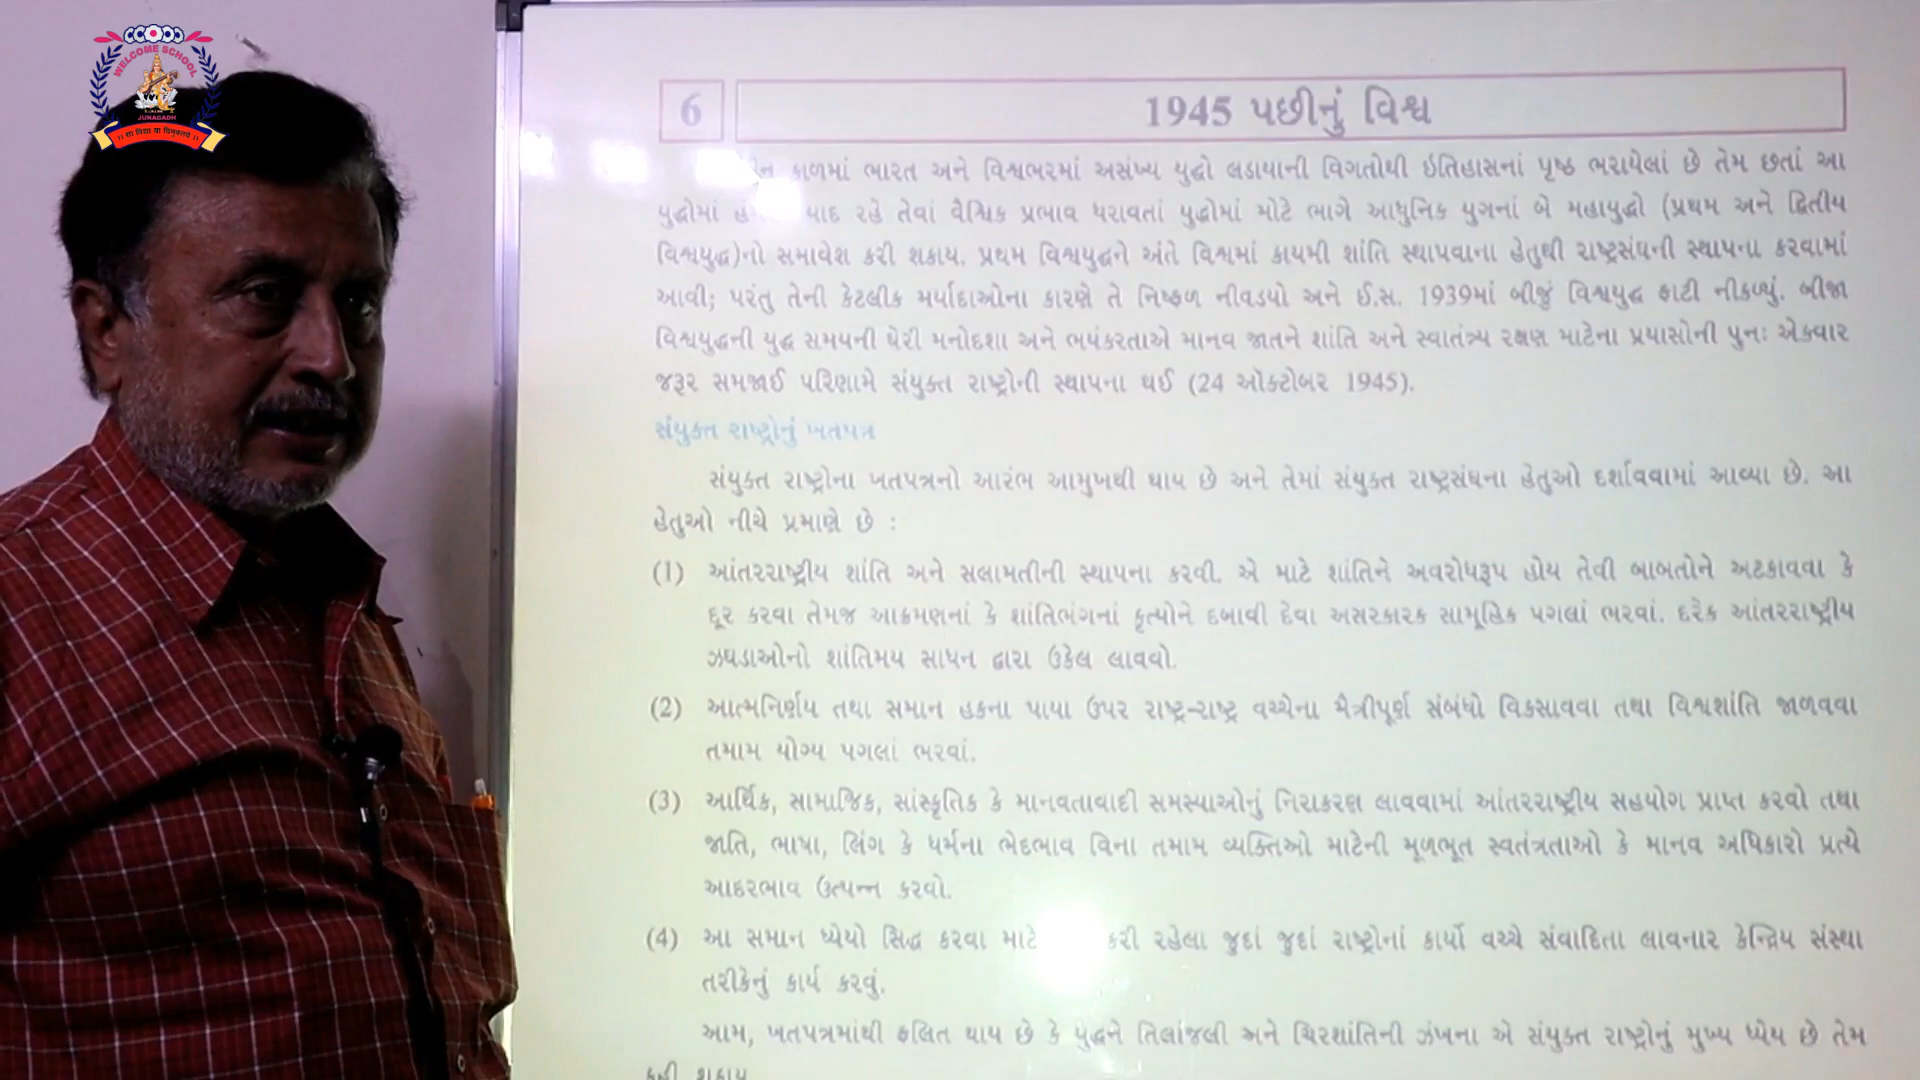 WELCOME SCHOOL
JUNAGADH
॥ सा विद्या या विमुक्तये ॥
6
1945 પછીનું વિશ્વ
કાળમાં ભારત અને વિશ્વભરમાં અસંખ્ય યુદ્ધો લડાયાની વિગતોથી ઇતિહાસનાં પૃષ્ઠ ભરાયેલાં છે તેમ છતાં આ
યુદ્ધોમાં યાદ રહે તેવાં વૈશ્વિક પ્રભાવ ધરાવતાં યુદ્ધોમાં મોટે ભાગે આધુનિક યુગનાં બે મહાયુદ્ધો (પ્રથમ અને દ્વિતીય
વિશ્વયુદ્ધ)નો સમાવેશ કરી શકાય. પ્રથમ વિશ્વયુદ્ધને અંતે વિશ્વમાં કાયમી શાંતિ સ્થાપવાના હેતુથી રાષ્ટ્રસંઘની સ્થાપના કરવામાં
આવી; પરંતુ તેની કેટલીક મર્યાદાઓના કારણે તે નિષ્ફળ નીવડયો અને ઈ.સ. 1939માં બીજું વિશ્વયુદ્ધ ફાટી નીકળ્યું. બીજા
વિશ્વયુદ્ધની યુદ્ધ સમયની ઘેરી મનોદશા અને ભયંકરતાએ માનવ જાતને શાંતિ અને સ્વાતંત્ર્ય રક્ષણ માટેના પ્રયાસોની પુનઃ એકવાર
જરૂર સમજાઈ પરિણામે સંયુક્ત રાષ્ટ્રોની સ્થાપના થઈ (24 ઑક્ટોબર 1945).
સંયુક્ત રાષ્ટ્રોનું ખતપત્ર
સંયુક્ત રાષ્ટ્રોના ખતપત્રનો આરંભ આમુખથી થાય છે અને તેમાં સંયુક્ત રાષ્ટ્રસંઘના હેતુઓ દર્શાવવામાં આવ્યા છે. આ
હેતુઓ નીચે પ્રમાણે છે :
(1) આંતરરાષ્ટ્રીય શાંતિ અને સલામતીની સ્થાપના કરવી. એ માટે શાંતિને અવરોધરૂપ હોય તેવી બાબતોને અટકાવવા કે
દૂર કરવા તેમજ આક્રમણનાં કે શાંતિભંગનાં કૃત્યોને દબાવી દેવા અસરકારક સામૂહિક પગલાં ભરવાં. દરેક આંતરરાષ્ટ્રીય
ઝઘડાઓનો શાંતિમય સાધન દ્વારા ઉકેલ લાવવો.
(2) આત્મનિર્ણય તથા સમાન હકના પાયા ઉપર રાષ્ટ્ર-રાષ્ટ્ર વચ્ચેના મૈત્રીપૂર્ણ સંબંધો વિકસાવવા તથા વિશ્વશાંતિ જાળવવા
તમામ યોગ્ય પગલાં ભરવાં.
(3) આર્થિક, સામાજિક, સાંસ્કૃતિક કે માનવતાવાદી સમસ્યાઓનું નિરાકરણ લાવવામાં આંતરરાષ્ટ્રીય સહયોગ પ્રાપ્ત કરવો તથા
જાતિ, ભાષા, લિંગ કે ધર્મના ભેદભાવ વિના તમામ વ્યક્તિઓ માટેની મૂળભૂત સ્વતંત્રતાઓ કે માનવ અધિકારો પ્રત્યે
આદરભાવ ઉત્પન્ન કરવો.
(4) આ સમાન ધ્યેયો સિદ્ધ કરવા માટે કરી રહેલા જુદાં જુદાં રાષ્ટ્રોનાં કાર્યો વચ્ચે સંવાદિતા લાવનાર કેન્દ્રિય સંસ્થા
તરીકેનું કાર્ય કરવું.
આમ, ખતપત્રમાંથી ફલિત થાય છે કે યુદ્ધને તિલાંજલી અને ચિરશાંતિની ઝંખના એ સંયુક્ત રાષ્ટ્રોનું મુખ્ય ધ્યેય છે તેમ